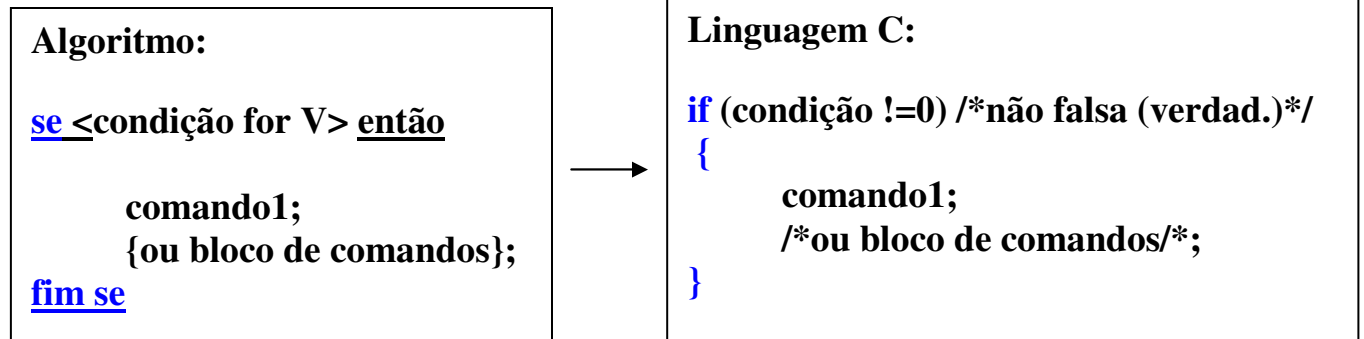 Algoritmo:
se <condição for V> então
comando1;
{ou bloco de comandos};
fim se
Linguagem C:
if (condição !=0) /*não falsa (verdad.)*/
{
comando1;
/*ou bloco de comandos/*;
}